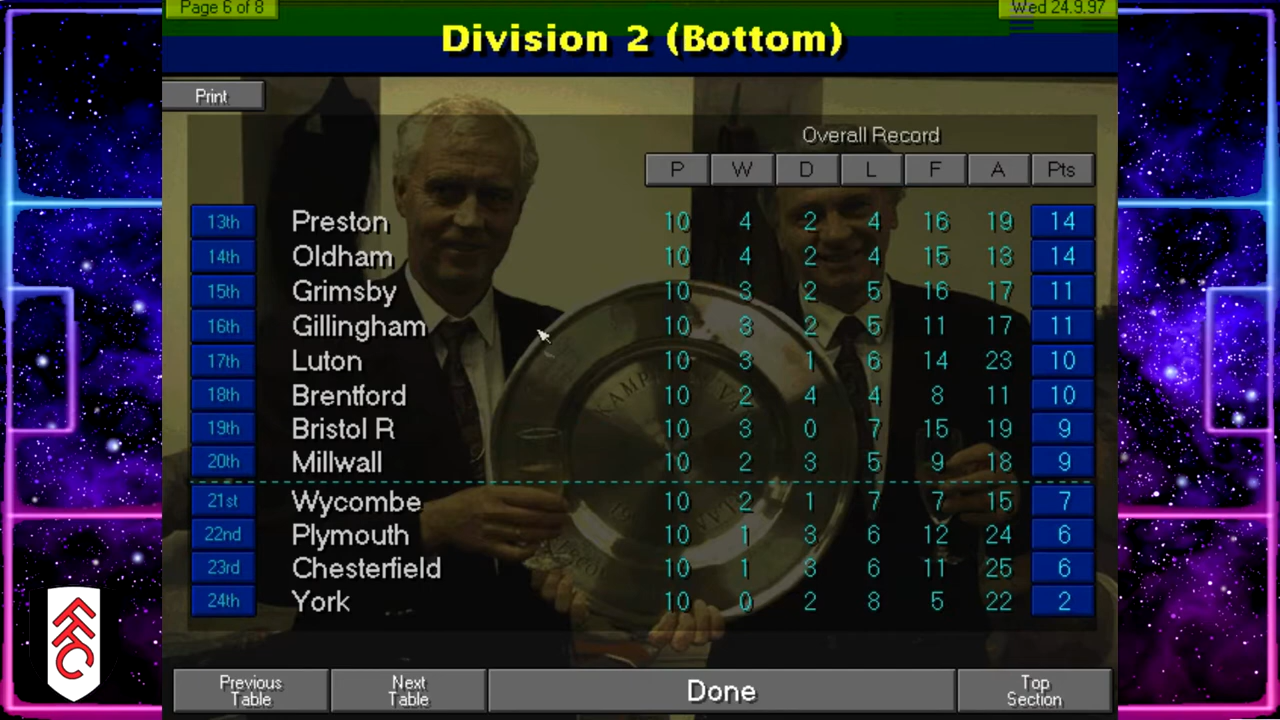 Page 6 of 8
Wed 24.9.97
Division 2 (Bottom)
Print
Overall Record
P W D L F A Pts
13th Preston 10 4 2 4 16 19 14
14th Oldham 10 4 2 4 15 13 14
15th Grimsby 10 3 2 5 16 17 11
16th Gillingham 10 3 2 5 11 17 11
17th Luton 10 3 1 6 14 23 10
18th Brentford 10 2 4 4 8 11 10
19th Bristol R 10 3 0 7 15 19 9
20th Millwall 10 2 3 5 9 18 9
21st Wycombe 10 2 1 7 7 15 7
22nd Plymouth 10 1 3 6 12 24 6
23rd Chesterfield 10 1 3 6 11 25 6
24th York 10 0 2 8 5 22 2
Previous Table
Next Table
Done
Top Section
FFC